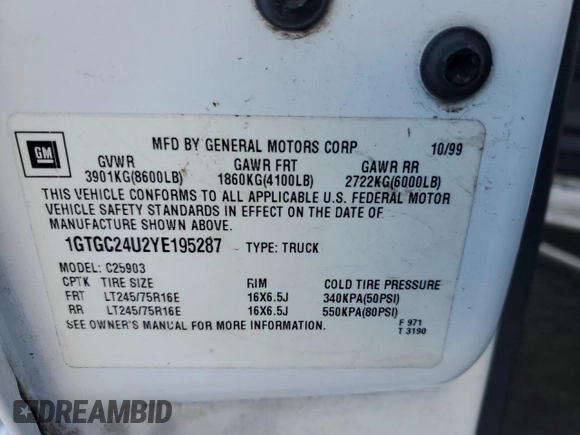 GM
MFD BY GENERAL MOTORS CORP 10/99
GVWR GAWR FRT GAWR RR
3901KG(8600LB) 1860KG(4100LB) 2722KG(6000LB)
THIS VEHICLE CONFORMS TO ALL APPLICABLE U.S. FEDERAL MOTOR
VEHICLE SAFETY STANDARDS IN EFFECT ON THE DATE OF
MANUFACTURE SHOWN ABOVE.
1GTGC24U2YE195287 TYPE: TRUCK
MODEL: C25903
CPTK TIRE SIZE RIM COLD TIRE PRESSURE
FRT LT245/75R16E 16X6.5J 340KPA(50PSI)
RR LT245/75R16E 16X6.5J 550KPA(80PSI)
SEE OWNER'S MANUAL FOR MORE INFORMATION. F 971
T 3190
DREAMBID